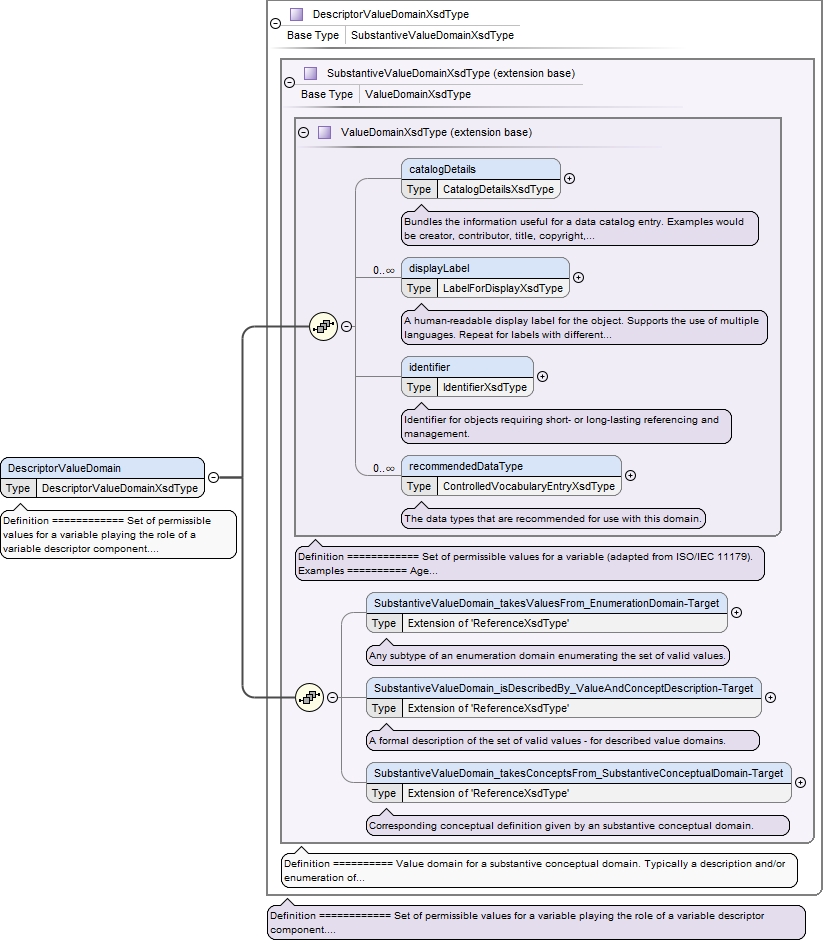 DescriptorValueDomainXsdType
Base Type SubstantiveValueDomainXsdType
SubstantiveValueDomainXsdType (extension base)
Base Type ValueDomainXsdType
ValueDomainXsdType (extension base)
catalogDetails
Type CatalogDetailsXsdType
Bundles the information useful for a data catalog entry. Examples would
be creator, contributor, title, copyright,...
0..∞
displayLabel
Type LabelForDisplayXsdType
A human-readable display label for the object. Supports the use of multiple
languages. Repeat for labels with different...
identifier
Type IdentifierXsdType
Identifier for objects requiring short- or long-lasting referencing and
management.
0..∞
recommendedDataType
Type ControlledVocabularyEntryXsdType
The data types that are recommended for use with this domain.
DescriptorValueDomain
Type DescriptorValueDomainXsdType
Definition ============ Set of permissible
values for a variable playing the role of a
variable descriptor component....
Definition ============ Set of permissible values for a variable (adapted from ISO/IEC 11179).
Examples ========== Age...
SubstantiveValueDomain_takesValuesFrom_EnumerationDomain-Target
Type Extension of 'ReferenceXsdType'
Any subtype of an enumeration domain enumerating the set of valid values.
SubstantiveValueDomain_isDescribedBy_ValueAndConceptDescription-Target
Type Extension of 'ReferenceXsdType'
A formal description of the set of valid values - for described value domains.
SubstantiveValueDomain_takesConceptsFrom_SubstantiveConceptualDomain-Target
Type Extension of 'ReferenceXsdType'
Corresponding conceptual definition given by an substantive conceptual domain.
Definition ========== Value domain for a substantive conceptual domain. Typically a description and/or
enumeration of...
Definition ============ Set of permissible values for a variable playing the role of a variable descriptor
component....